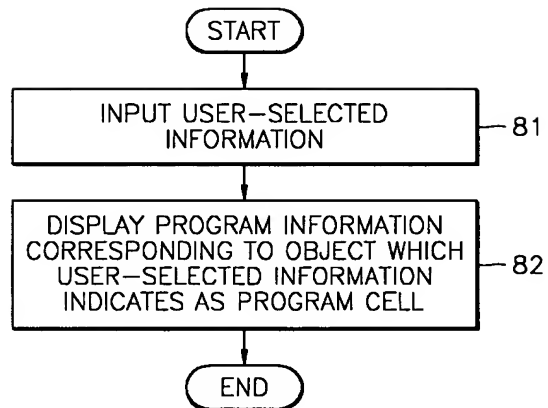 START
INPUT USER-SELECTED
INFORMATION
81
DISPLAY PROGRAM INFORMATION
CORRESPONDING TO OBJECT WHICH
USER-SELECTED INFORMATION
INDICATES AS PROGRAM CELL
82
END